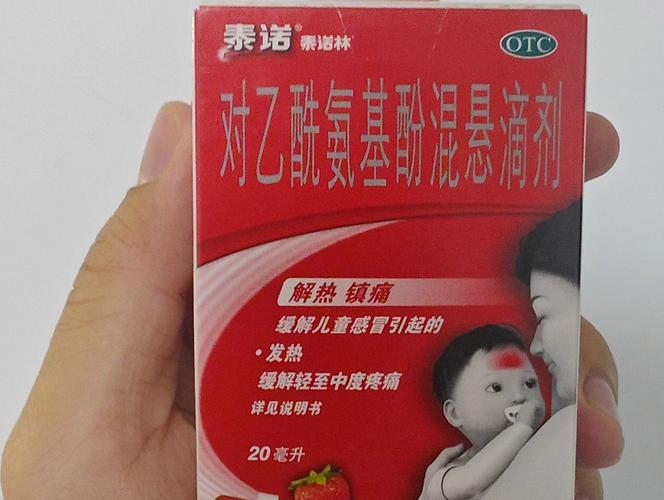 泰诺® 泰诺林®
OTC
对乙酰氨基酚混悬滴剂
解热 镇痛
缓解儿童感冒引起的
·发热
缓解轻至中度疼痛
详见说明书
20毫升